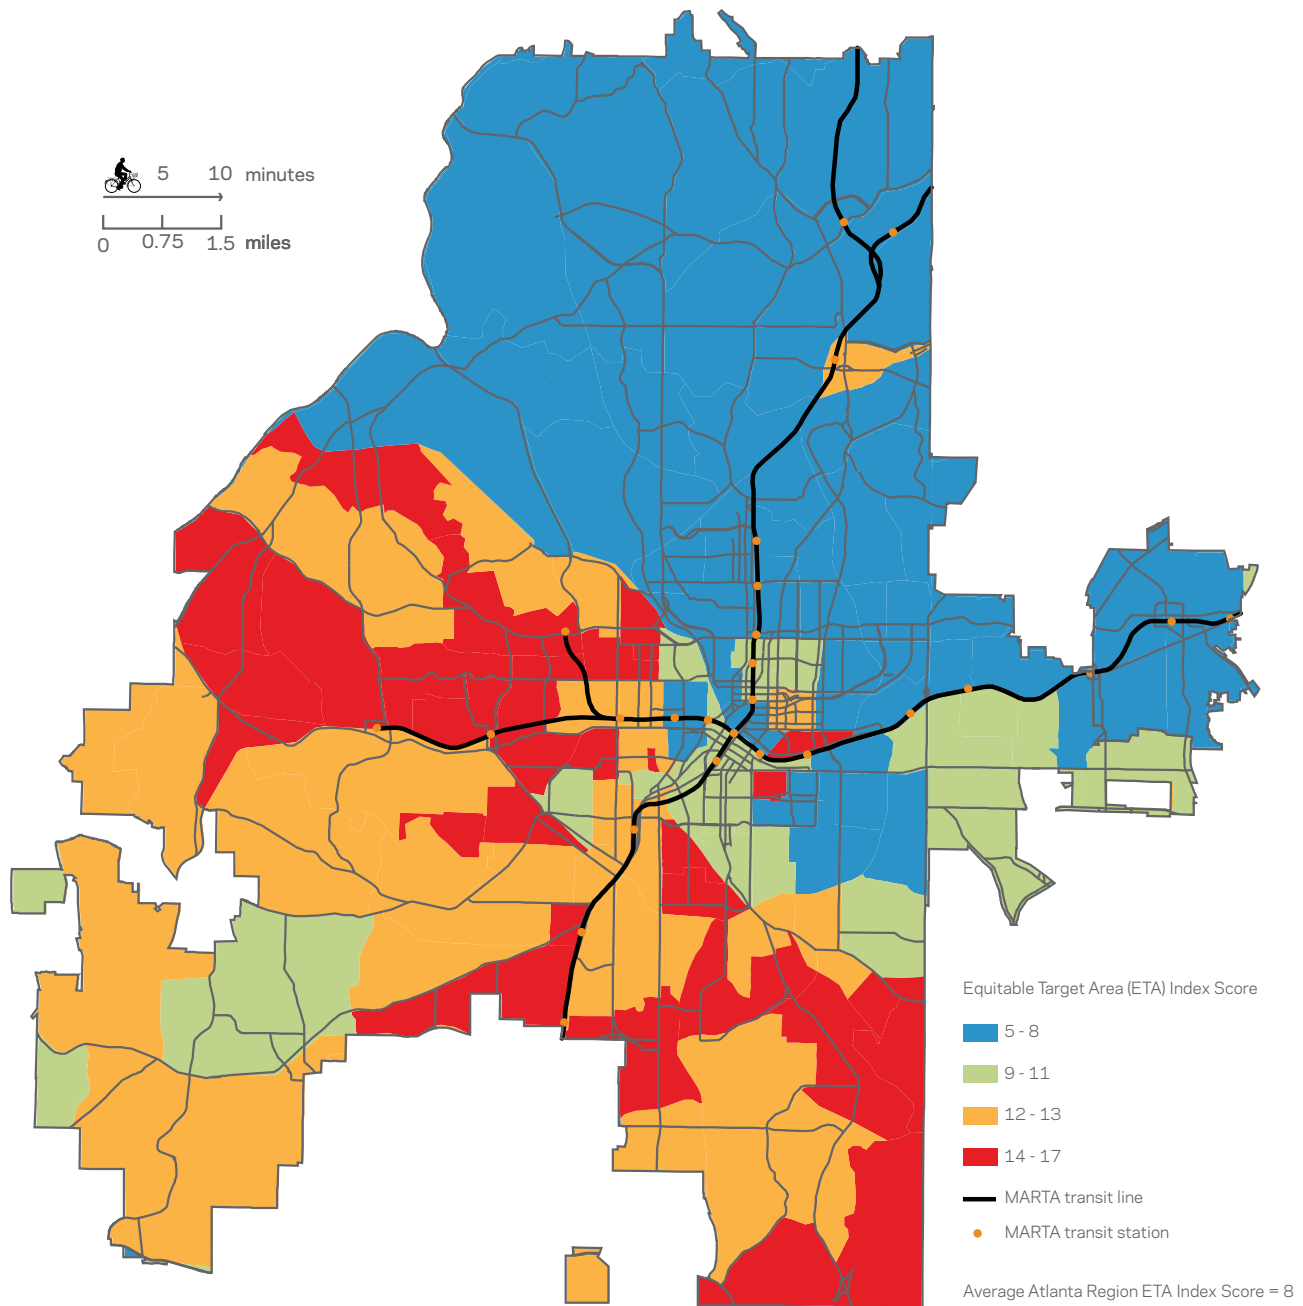 5 10 minutes
0 0.75 1.5 miles
Equitable Target Area (ETA) Index Score
5 - 8
9 - 11
12 - 13
14 - 17
MARTA transit line
MARTA transit station
Average Atlanta Region ETA Index Score = 8